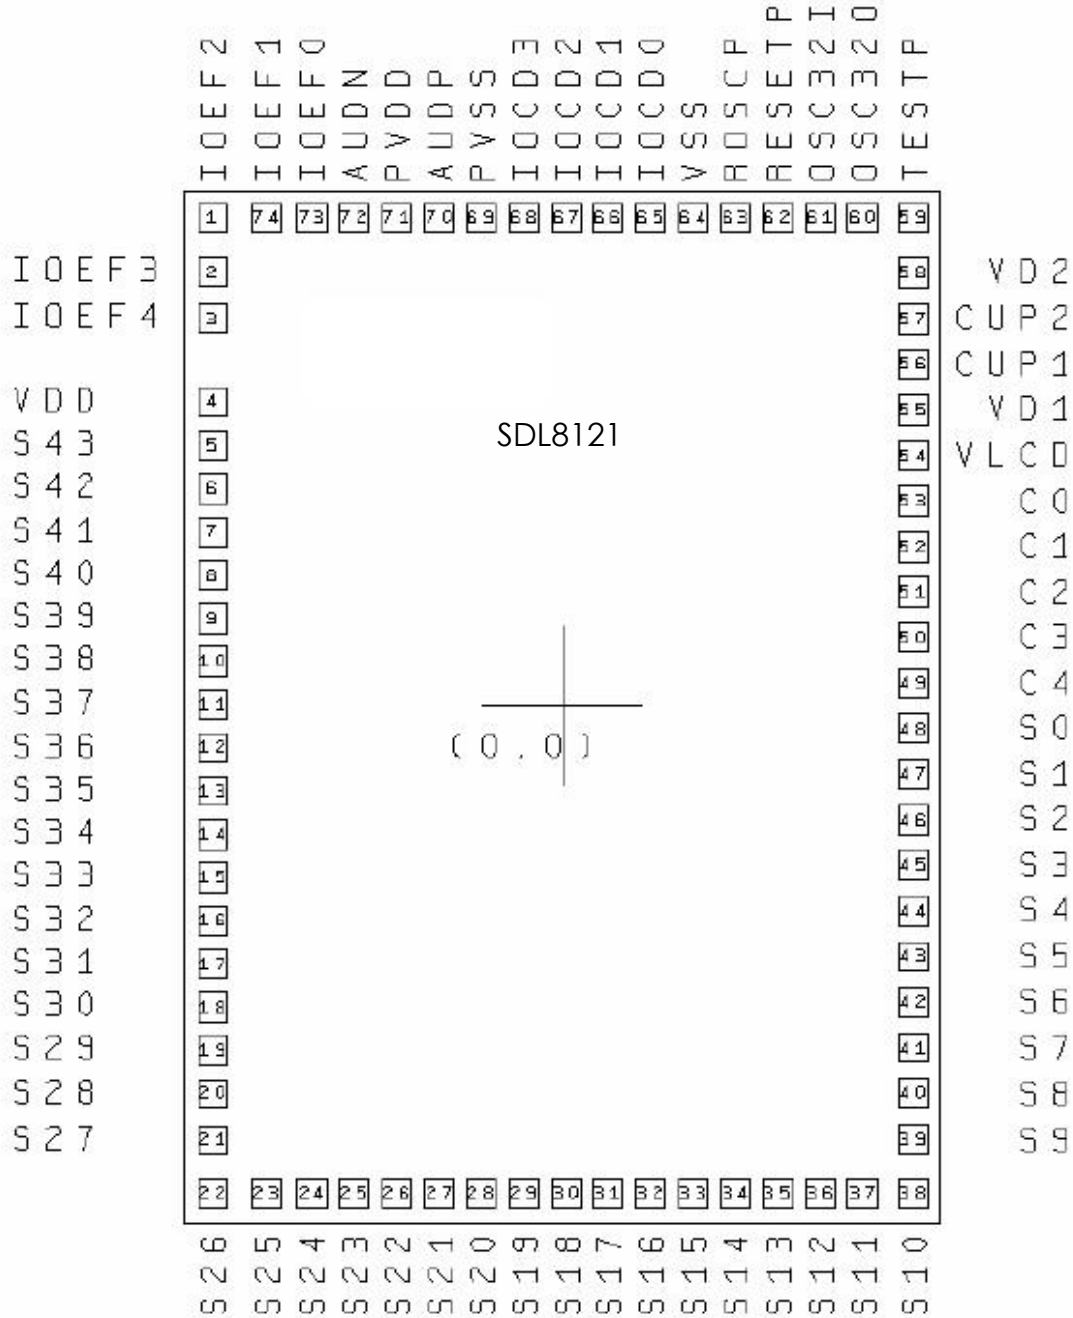 IOEF2 IOEF1 IOEF0 AUDN PVDD AUDP PVSS IOCD3 IOCD2 IOCD1 IOCD0 VSS ROSCP RESETP OSC32I OSC32O TESTP
1 74 73 72 71 70 69 68 67 66 65 64 63 62 61 60 59
IOEF3 2 58 VD2
IOEF4 3 57 CUP2
56 CUP1
VDD 4 55 VD1
S43 5 54 VLCD
S42 6 53 C0
S41 7 52 C1
S40 8 51 C2
S39 9 50 C3
S38 10 49 C4
S37 11 48 S0
S36 12 47 S1
S35 13 46 S2
S34 14 45 S3
S33 15 44 S4
S32 16 43 S5
S31 17 42 S6
S30 18 41 S7
S29 19 40 S8
S28 20 39 S9
S27 21
SDL8121
(0,0)
22 23 24 25 26 27 28 29 30 31 32 33 34 35 36 37 38
S26 S25 S24 S23 S22 S21 S20 S19 S18 S17 S16 S15 S14 S13 S12 S11 S10